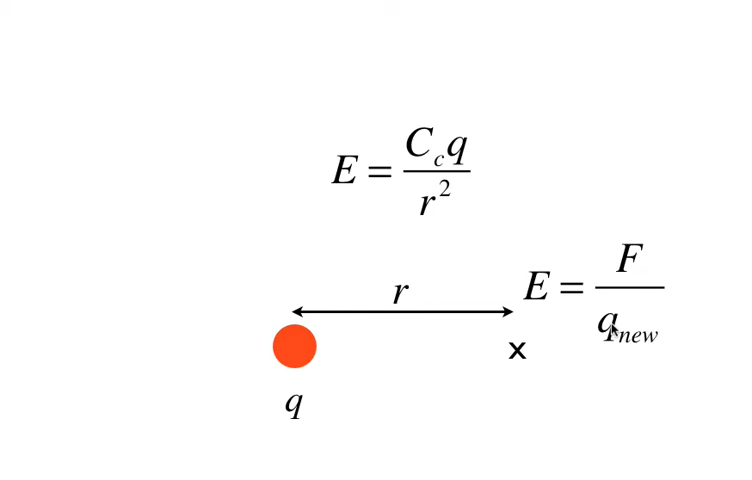 E = C_c q / r^2
r
E = F / q_new
x
q